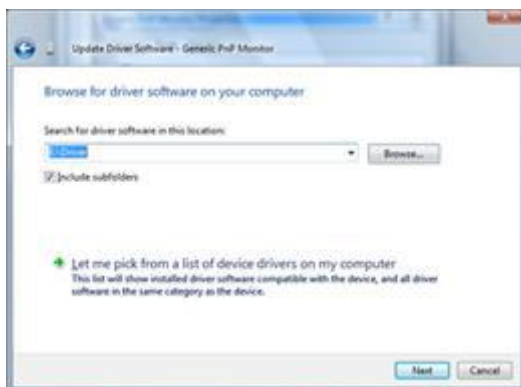 Update Driver Software - Generic PnP Monitor
Browse for driver software on your computer
Search for driver software in this location:
D:\Driver
Browse...
Include subfolders
Let me pick from a list of device drivers on my computer
This list will show installed driver software compatible with the device, and all driver
software in the same category as the device.
Next
Cancel